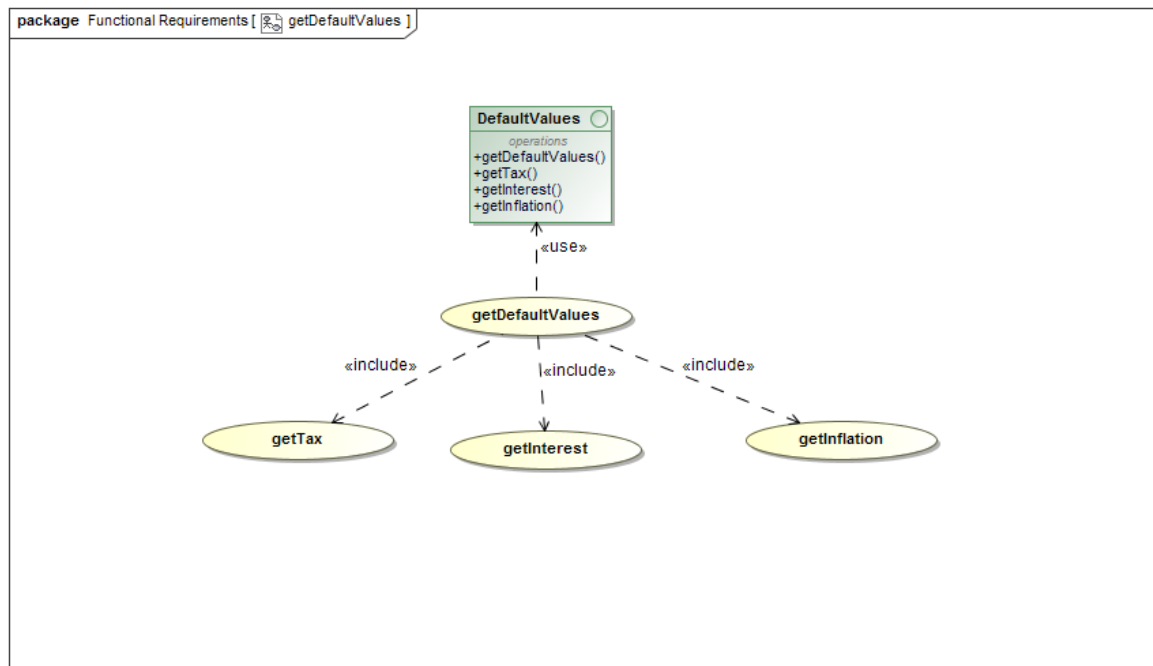 package Functional Requirements [ getDefaultValues ]
DefaultValues
operations
+getDefaultValues()
+getTax()
+getInterest()
+getInflation()
«use»
getDefaultValues
«include»
«include»
«include»
getTax
getInterest
getInflation